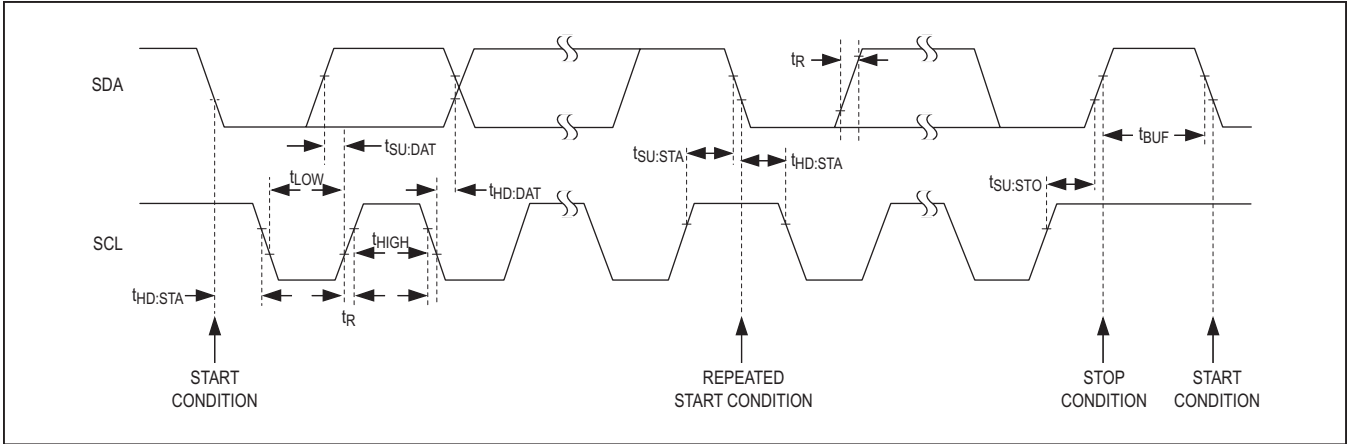 SDA
tR
tSU:DAT
tSU:STA
tHD:STA
tBUF
tLOW
tHD:DAT
tSU:STO
SCL
tHIGH
tHD:STA
tR
START
CONDITION
REPEATED
START CONDITION
STOP
CONDITION
START
CONDITION